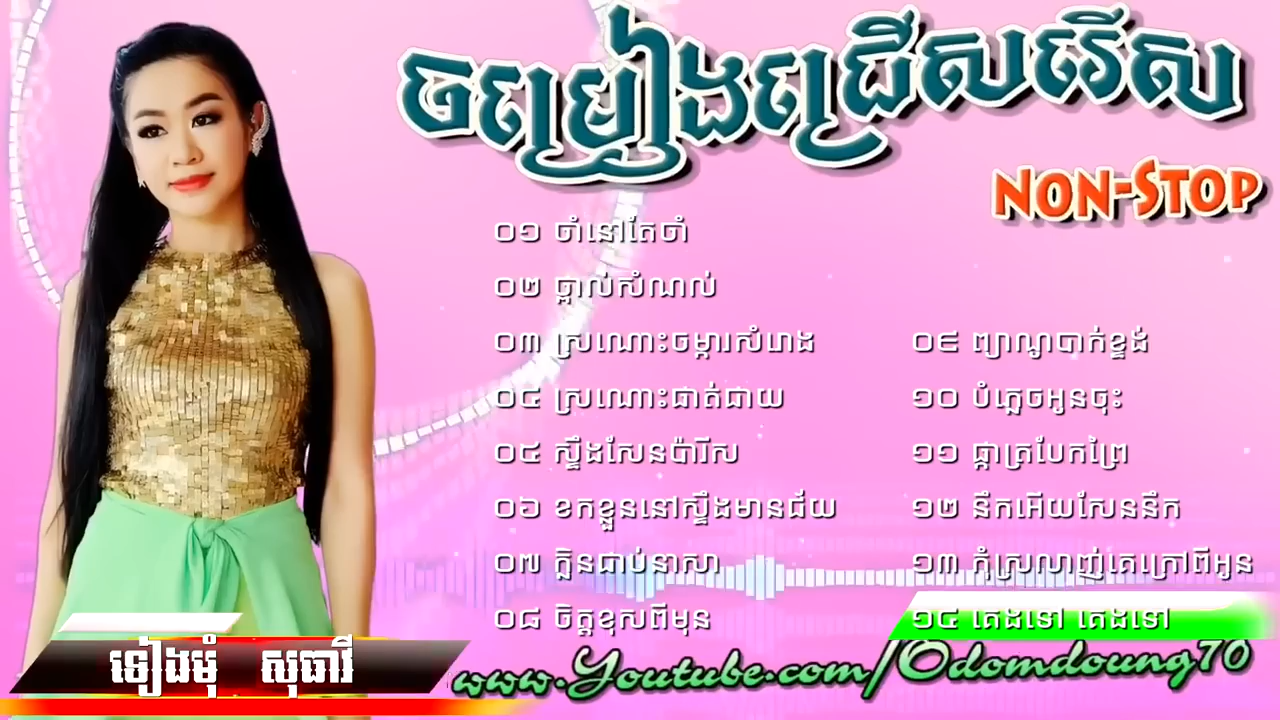 ចម្រៀងជ្រើសរើស
NON-STOP
០១ ចាំនៅតែចាំ
០២ ឆ្កាល់សំណល់
០៣ ស្រណោះចម្ការសំរោង
០៤ ស្រណោះផាត់ជាយ
០៥ ស្ទឹងសែនប៉ារីស
០៦ ខកខ្លួននៅស្ទឹងមានជ័យ
០៧ ក្លិនជាប់នាសា
០៨ ចិត្តខុសពីមុន
០៩ ព្យាណូបាក់ខ្ទង់
១០ បំភ្លេចអូនចុះ
១១ ផ្កាត្របែកព្រៃ
១២ នឹកអើយសែននឹក
១៣ កុំស្រលាញ់គេក្រៅពីអូន
១៤ គេងទៅ គេងទៅ
ទៀងមុំ សុធាវី
www.Youtube.com/Odomdoung70